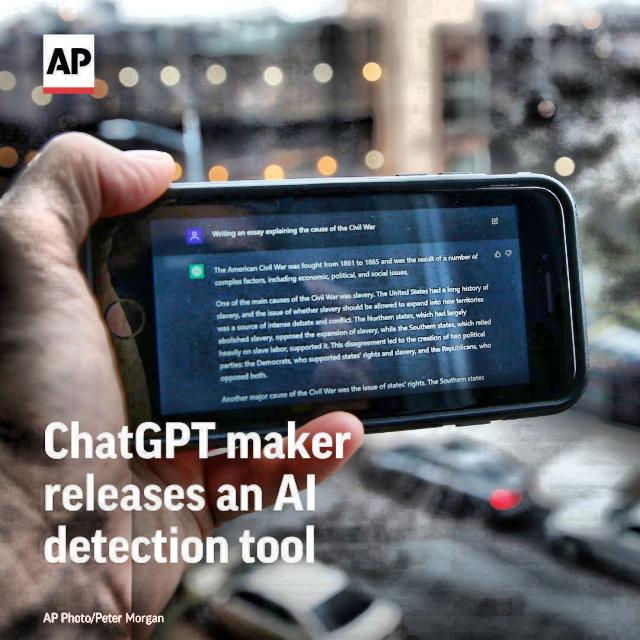 AP
Writing an essay explaining the cause of the Civil War
The American Civil War was fought from 1861 to 1865 and was the result of a number of
complex factors, including economic, political, and social issues.
One of the main causes of the Civil War was slavery. The United States had a long history of
slavery, and the issue of whether slavery should be allowed to expand into new territories
was a source of intense debate and conflict. The Northern states, which had largely
abolished slavery, opposed the expansion of slavery, while the Southern states, which relied
heavily on slave labor, supported it. This disagreement led to the creation of two political
parties: the Democrats, who supported states' rights and slavery, and the Republicans, who
opposed both.
Another major cause of the Civil War was the issue of states' rights. The Southern states
ChatGPT maker
releases an AI
detection tool
AP Photo/Peter Morgan